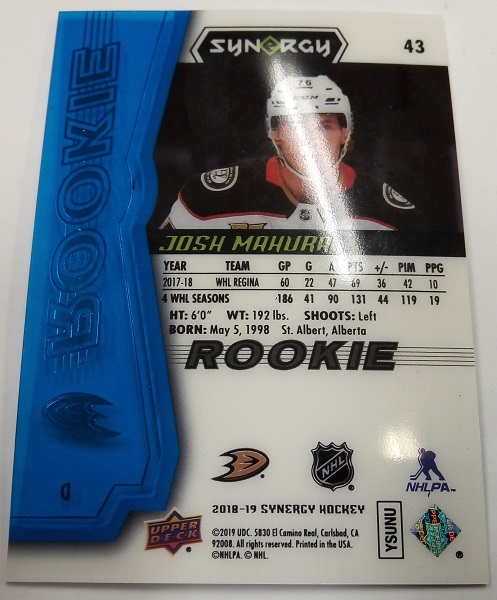 SYNERGY
43
76
CCM
JOSH MAHURA
YEAR TEAM GP G A PTS +/- PIM PPG
2017-18 WHL REGINA 60 22 47 69 36 42 10
4 WHL SEASONS 186 41 90 131 44 119 19
HT: 6'0" WT: 192 lbs. SHOOTS: Left
BORN: May 5, 1998 St. Albert, Alberta
ROOKIE
ROOKIE
D
NHL
NHLPA™
2018-19 SYNERGY HOCKEY
UPPER DECK
©2019 UDC. 5830 El Camino Real, Carlsbad, CA
92008. All rights reserved. Printed in the USA.
©NHLPA. © NHL.
YSUNU
®